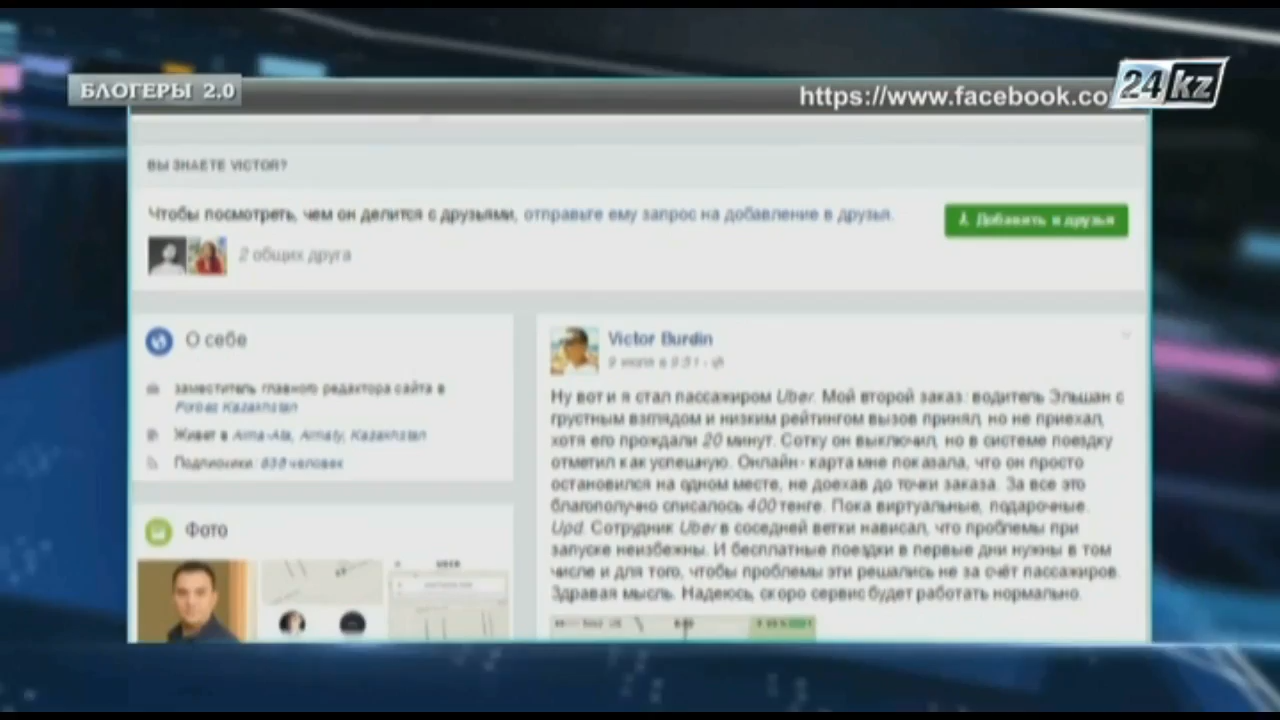 БЛОГЕРЫ 2.0
https://www.facebook.co
24 kz
ВЫ ЗНАЕТЕ VICTOR?
Чтобы посмотреть, чем он делится с друзьями, отправьте ему запрос на добавление в друзья.
Добавить в друзья
2 общих друга
О себе
заместитель главного редактора сайта в
Forbes Kazakhstan
Живет в Alma-Ata, Almaty, Kazakhstan
Подписчики: 838 человек
Фото
Victor Burdin
9 июля в 9:31
Ну вот и я стал пассажиром Uber. Мой второй заказ: водитель Эльшан с
грустным взглядом и низким рейтингом вызов принял, но не приехал,
хотя его прождали 20 минут. Сотку он выключил, но в системе поездку
отметил как успешную. Онлайн- карта мне показала, что он просто
остановился на одном месте, не доехав до точки заказа. За все это
благополучно списалось 400 тенге. Пока виртуальные, подарочные.
Upd. Сотрудник Uber в соседней ветки нависал, что проблемы при
запуске неизбежны. И бесплатные поездки в первые дни нужны в том
числе и для того, чтобы проблемы эти решались не за счёт пассажиров.
Здравая мысль. Надеюсь, скоро сервис будет работать нормально.
UBER